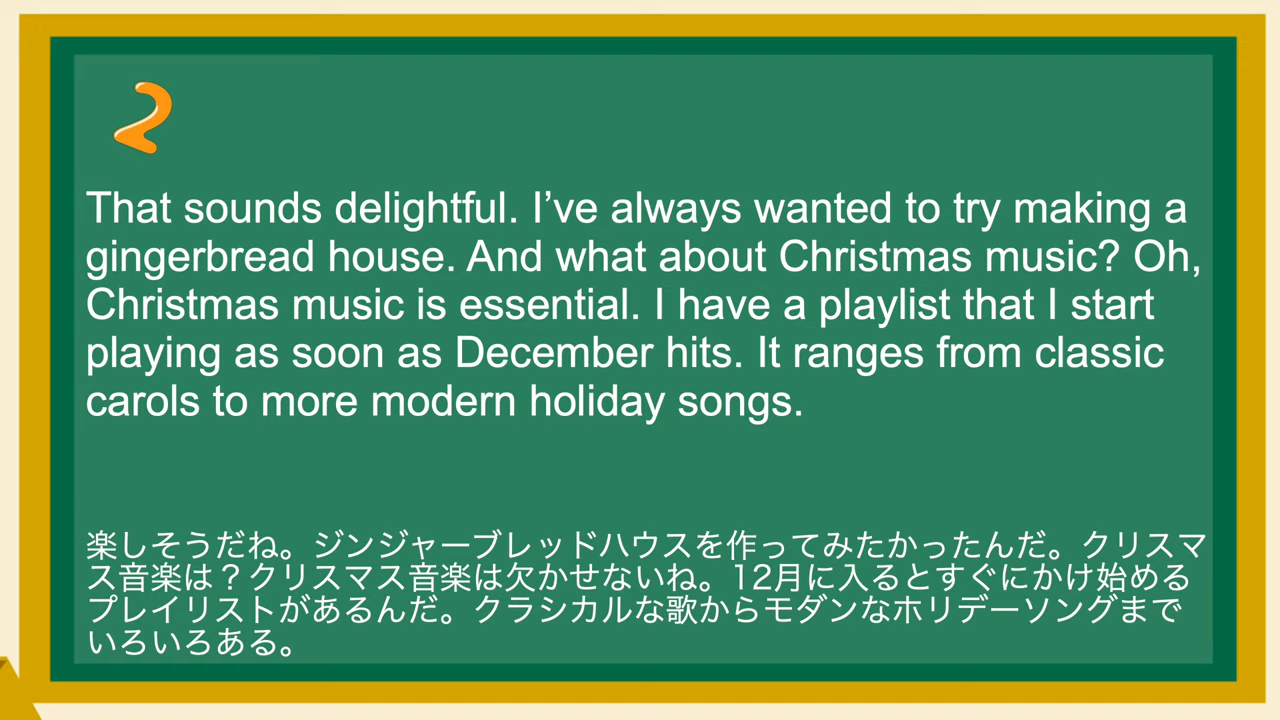 2
That sounds delightful. I’ve always wanted to try making a
gingerbread house. And what about Christmas music? Oh,
Christmas music is essential. I have a playlist that I start
playing as soon as December hits. It ranges from classic
carols to more modern holiday songs.
楽しそうだね。ジンジャーブレッドハウスを作ってみたかったんだ。クリスマ
ス音楽は？クリスマス音楽は欠かせないね。12月に入るとすぐにかけ始める
プレイリストがあるんだ。クラシカルな歌からモダンなホリデーソングまで
いろいろある。